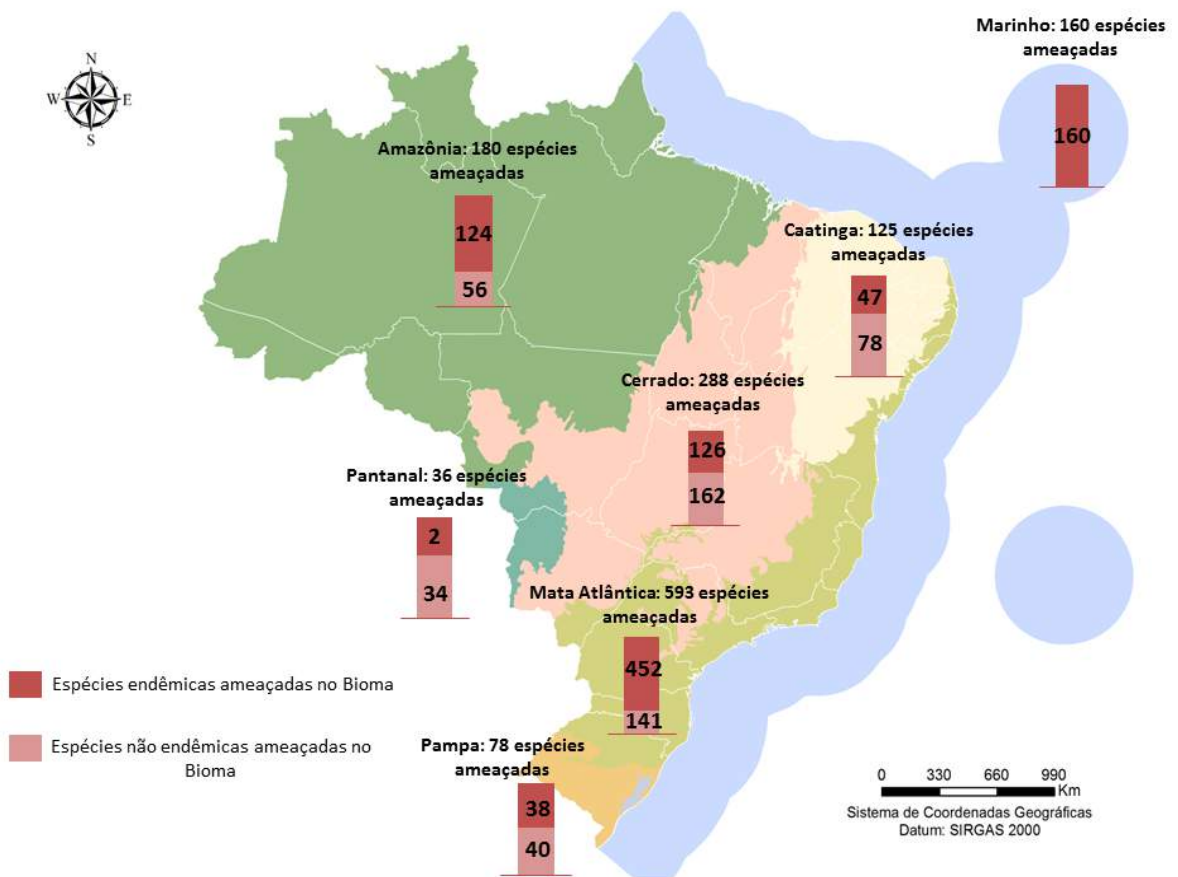 Marinho: 160 espécies
ameaçadas
160
N
W
E
S
Amazônia: 180 espécies
ameaçadas
124
56
Caatinga: 125 espécies
ameaçadas
47
78
Cerrado: 288 espécies
ameaçadas
126
162
Pantanal: 36 espécies
ameaçadas
2
34
Mata Atlântica: 593 espécies
ameaçadas
452
141
Espécies endêmicas ameaçadas no Bioma
Espécies não endêmicas ameaçadas no
Bioma
Pampa: 78 espécies
ameaçadas
38
40
0 330 660 990
Km
Sistema de Coordenadas Geográficas
Datum: SIRGAS 2000